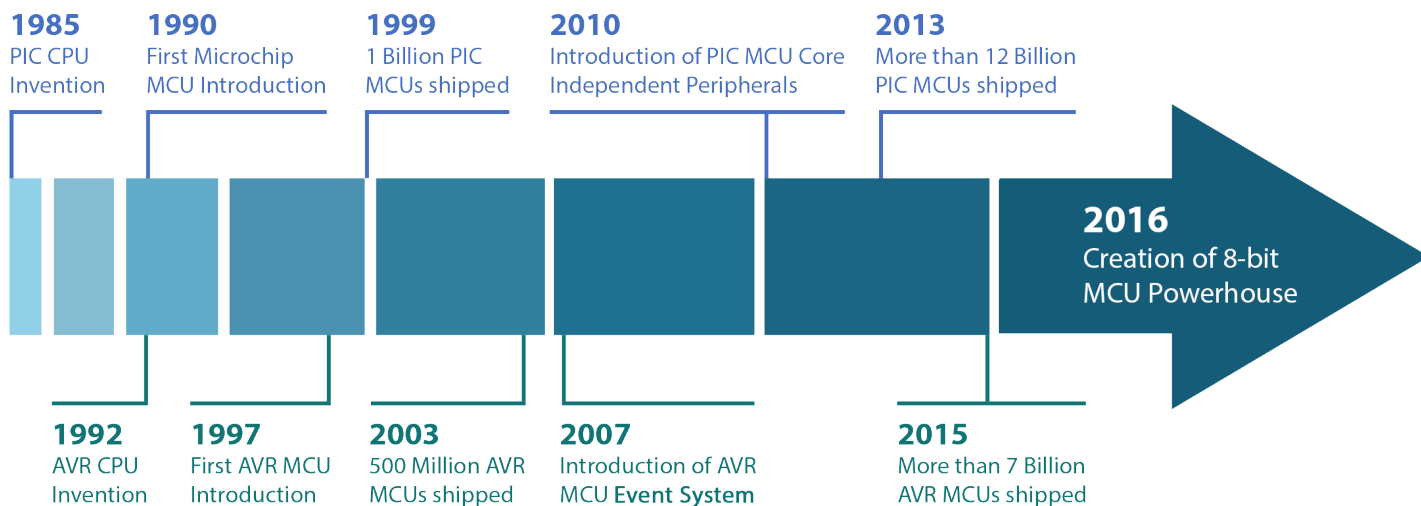 1985
PIC CPU
Invention
1990
First Microchip
MCU Introduction
1999
1 Billion PIC
MCUs shipped
2010
Introduction of PIC MCU Core
Independent Peripherals
2013
More than 12 Billion
PIC MCUs shipped
2016
Creation of 8-bit
MCU Powerhouse
1992
AVR CPU
Invention
1997
First AVR MCU
Introduction
2003
500 Million AVR
MCUs shipped
2007
Introduction of AVR
MCU Event System
2015
More than 7 Billion
AVR MCUs shipped